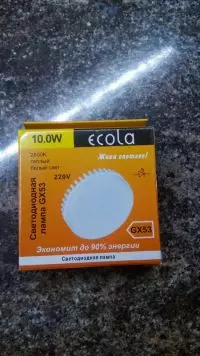 10.0W
ecola
2800K
теплый
белый свет
Живи светлее!
220V
Светодиодная
лампа GX53
GX53
Экономит до 90% энергии
Светодиодная лампа